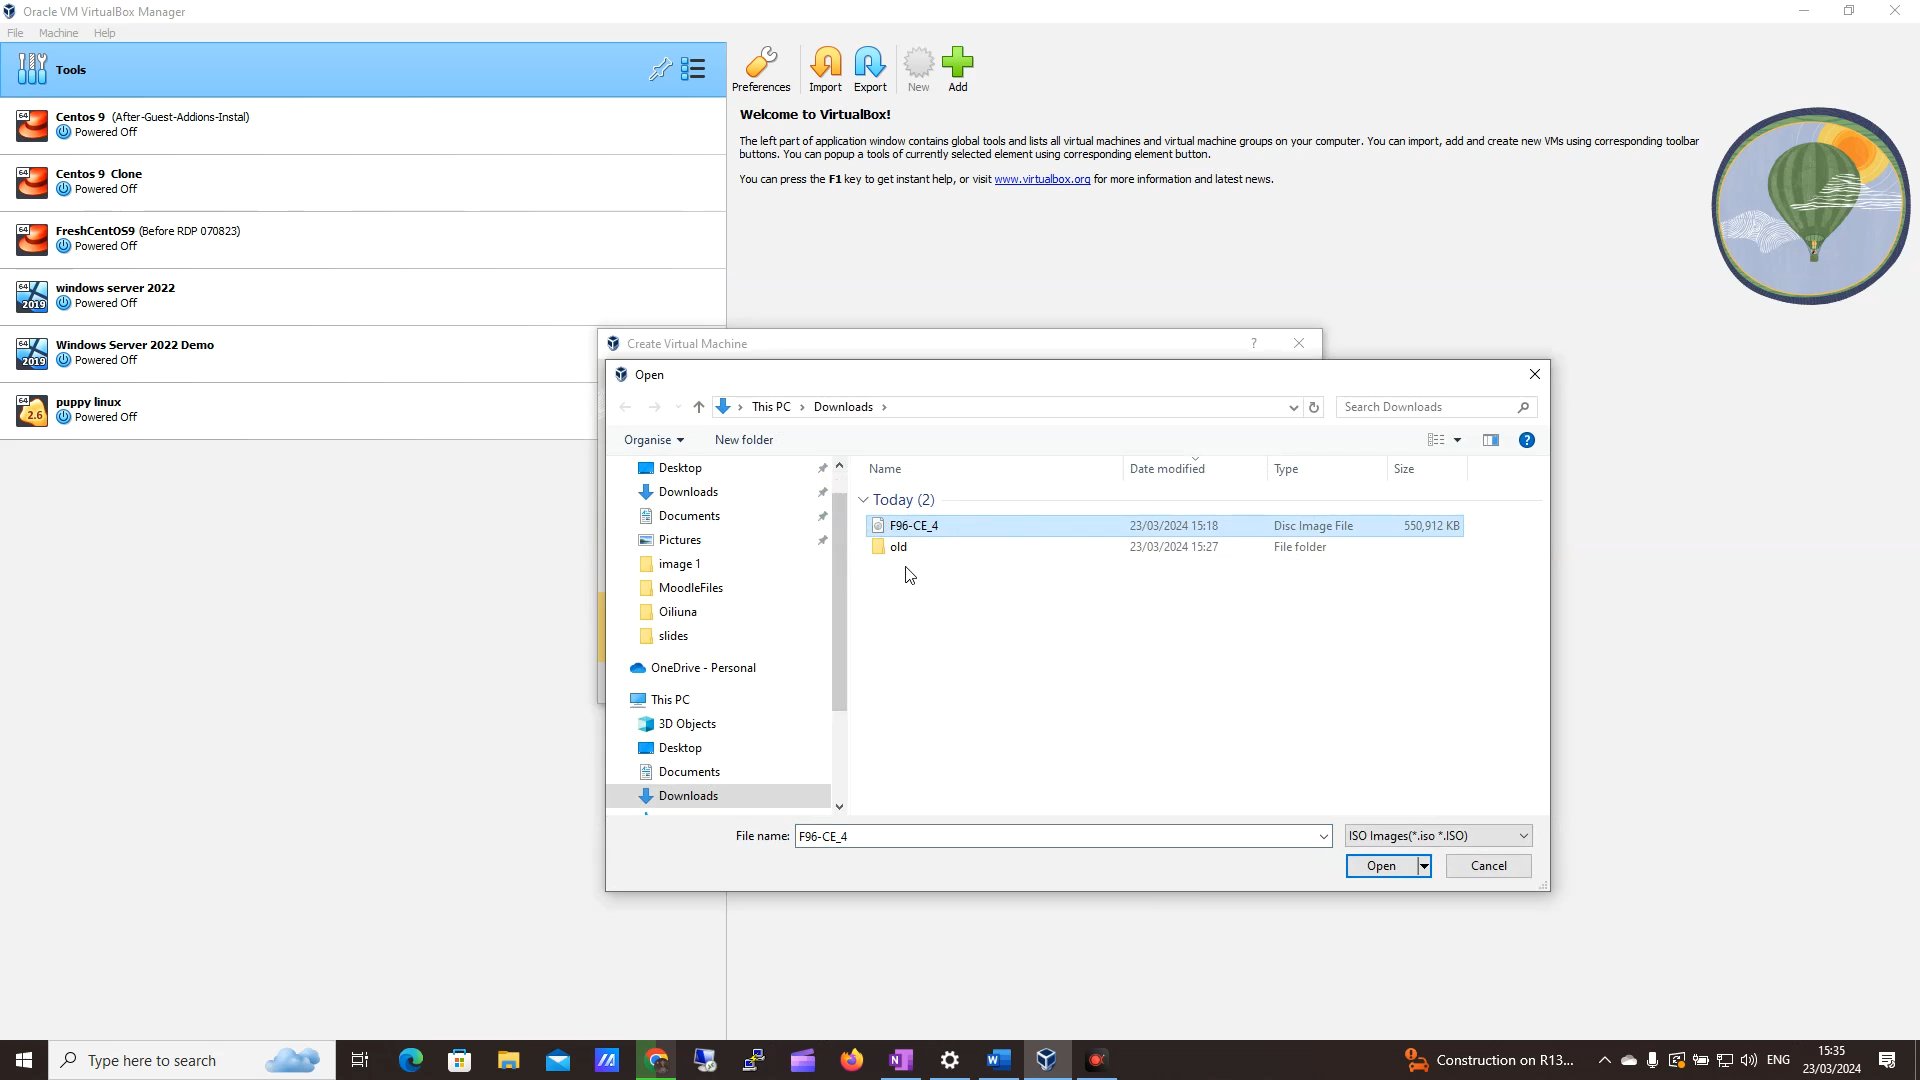 Oracle VM VirtualBox Manager
File Machine Help
Tools
Preferences Import Export New Add
Welcome to VirtualBox!
The left part of application window contains global tools and lists all virtual machines and virtual machine groups on your computer. You can import, add and create new VMs using corresponding toolbar
buttons. You can popup a tools of currently selected element using corresponding element button.
You can press the F1 key to get instant help, or visit www.virtualbox.org for more information and latest news.
64
Centos 9 (After-Guest-Addions-Instal)
Powered Off
64
Centos 9 Clone
Powered Off
64
FreshCentOS9 (Before RDP 070823)
Powered Off
64
2019
windows server 2022
Powered Off
64
2019
Windows Server 2022 Demo
Powered Off
64
2.6
puppy linux
Powered Off
Create Virtual Machine ?
Open
This PC > Downloads >
Search Downloads
Organise New folder
?
Desktop
Downloads
Documents
Pictures
image 1
MoodleFiles
Oiliuna
slides
OneDrive - Personal
This PC
3D Objects
Desktop
Documents
Downloads
Name Date modified Type Size
Today (2)
F96-CE_4 23/03/2024 15:18 Disc Image File 550,912 KB
old 23/03/2024 15:27 File folder
File name: F96-CE_4
ISO Images(*.iso *.ISO)
Open Cancel
Type here to search
Construction on R13...
ENG
15:35
23/03/2024